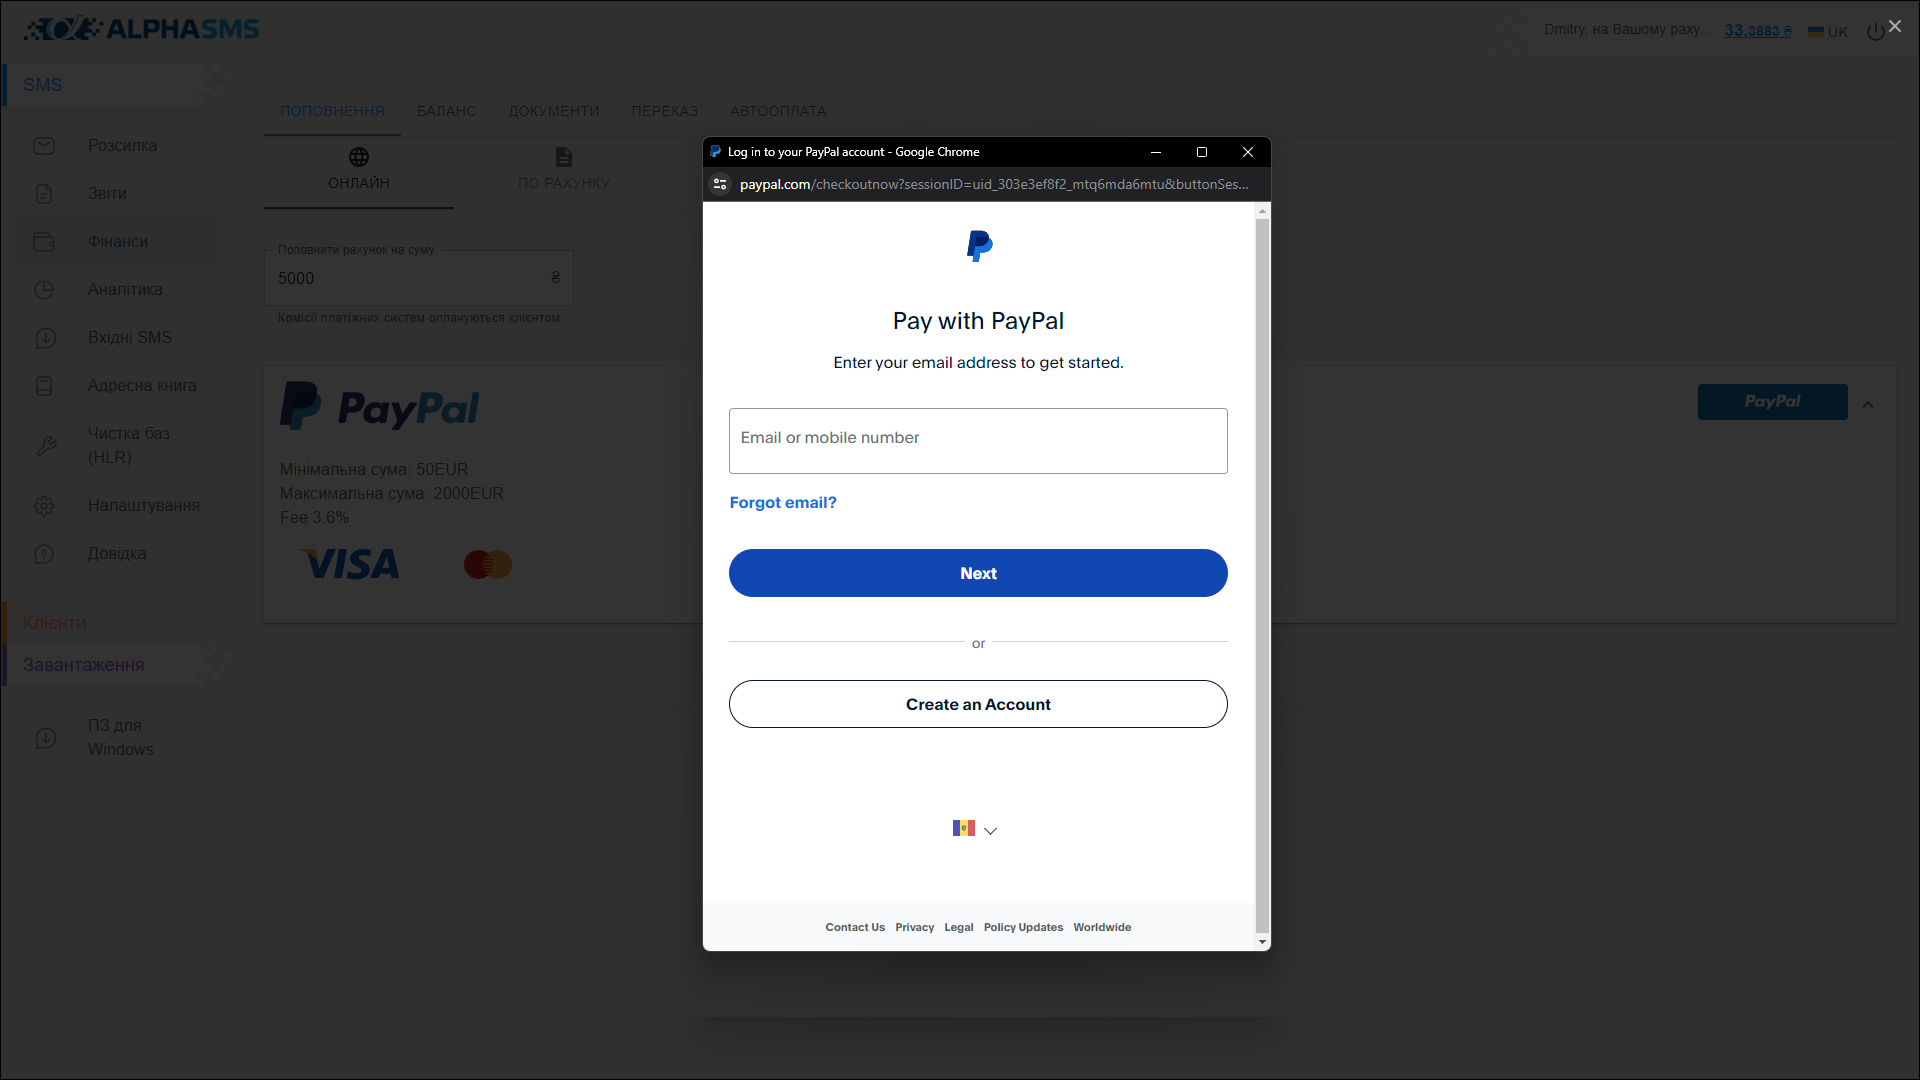 ALPHASMS
Dmitry, на Вашому раху...
33,3883 ₴
UK
SMS
Розсилка
Звіти
Фінанси
Аналітика
Вхідні SMS
Адресна книга
Чистка баз
(HLR)
Налаштування
Довідка
Клієнти
Завантаження
ПЗ для
Windows
ПОПОВНЕННЯ
БАЛАНС
ДОКУМЕНТИ
ПЕРЕКАЗ
АВТООПЛАТА
ОНЛАЙН
ПО РАХУНКУ
Поповнити рахунок на суму
5000 ₴
Комісії платіжних систем оплачуються клієнтом
PayPal
Мінімальна сума: 50EUR
Максимальна сума: 2000EUR
Fee 3.6%
VISA
PayPal
Log in to your PayPal account - Google Chrome
paypal.com/checkoutnow?sessionID=uid_303e3ef8f2_mtq6mda6mtu&buttonSes...
Pay with PayPal
Enter your email address to get started.
Email or mobile number
Forgot email?
Next
or
Create an Account
Contact Us Privacy Legal Policy Updates Worldwide